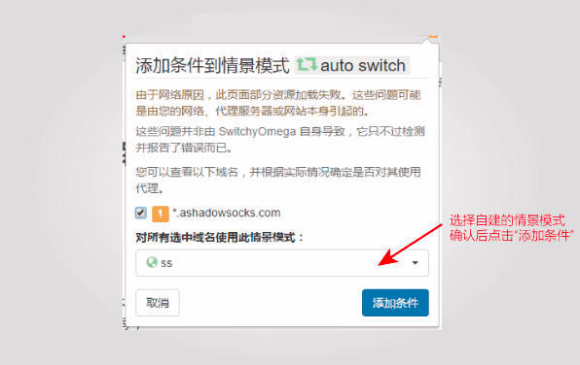 添加条件到情景模式 auto switch
由于网络原因，此页面部分资源加载失败。这些问题可能
是由您的网络、代理服务器或网站本身引起的。
这些问题并非由 SwitchyOmega 自身导致，它只不过检测
并报告了错误而已。
您可以查看以下域名，并根据实际情况确定是否对其使用
代理。
1 *.ashadowsocks.com
对所有选中域名使用此情景模式：
ss
取消
添加条件
选择自建的情景模式
确认后点击“添加条件”